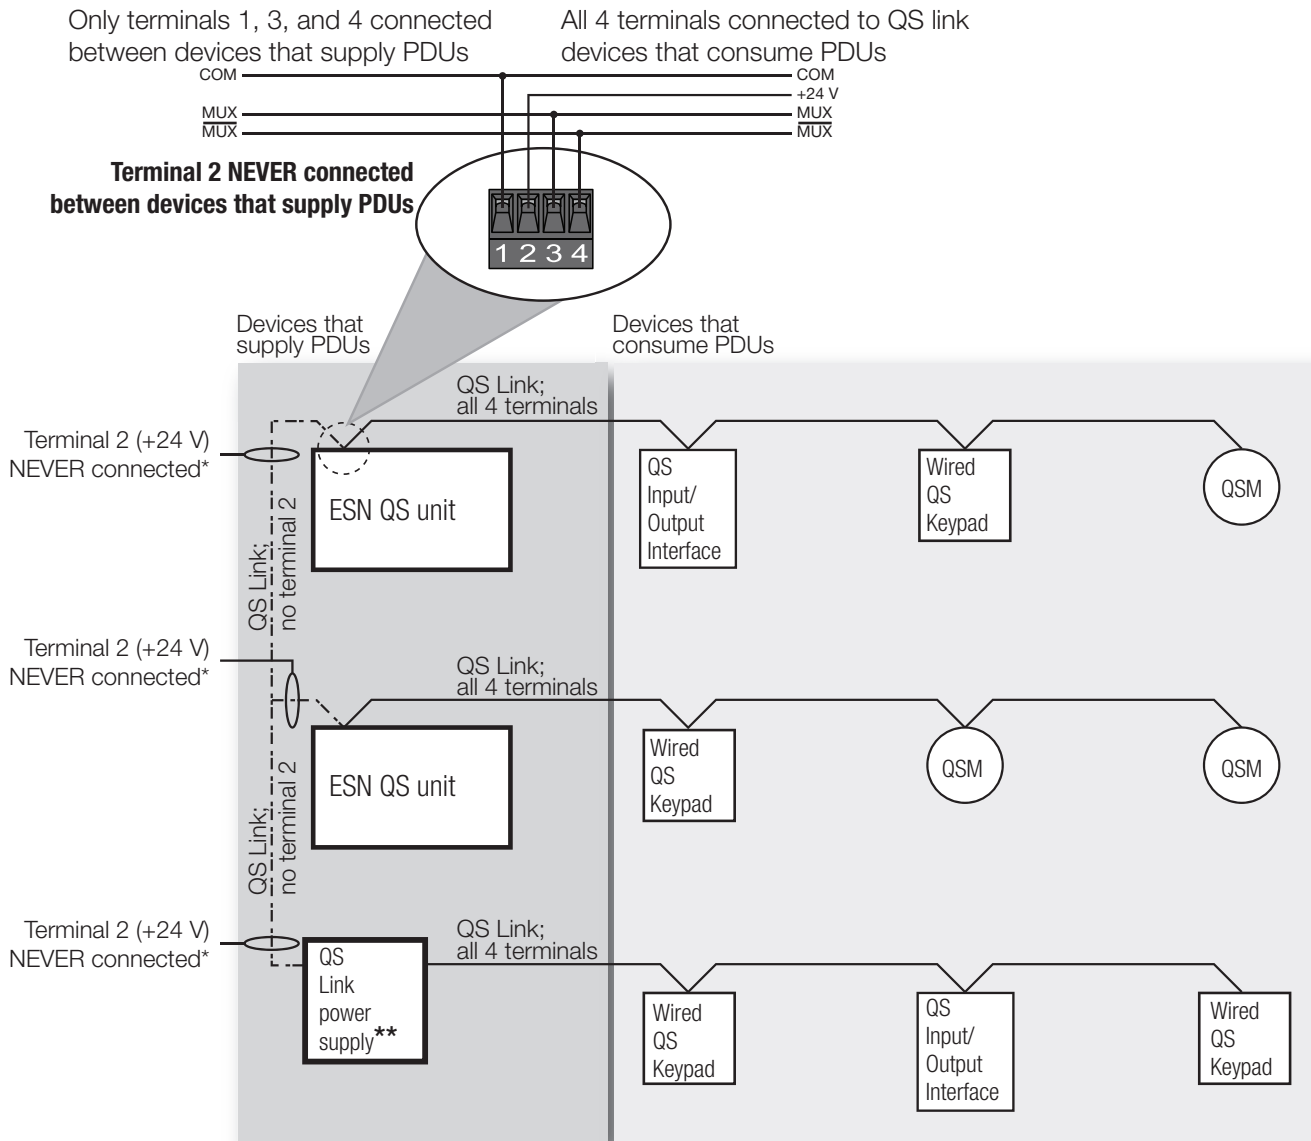 Only terminals 1, 3, and 4 connected
between devices that supply PDUs
All 4 terminals connected to QS link
devices that consume PDUs
COM
COM
+24 V
MUX
MUX
MUX
MUX
Terminal 2 NEVER connected
between devices that supply PDUs
1 2 3 4
Devices that
supply PDUs
Devices that
consume PDUs
QS Link;
all 4 terminals
Terminal 2 (+24 V)
NEVER connected*
ESN QS unit
QS
Input/
Output
Interface
Wired
QS
Keypad
QSM
QS Link;
no terminal 2
Terminal 2 (+24 V)
NEVER connected*
QS Link;
all 4 terminals
ESN QS unit
Wired
QS
Keypad
QSM
QSM
QS Link;
no terminal 2
Terminal 2 (+24 V)
NEVER connected*
QS Link;
all 4 terminals
QS
Link
power
supply**
Wired
QS
Keypad
QS
Input/
Output
Interface
Wired
QS
Keypad